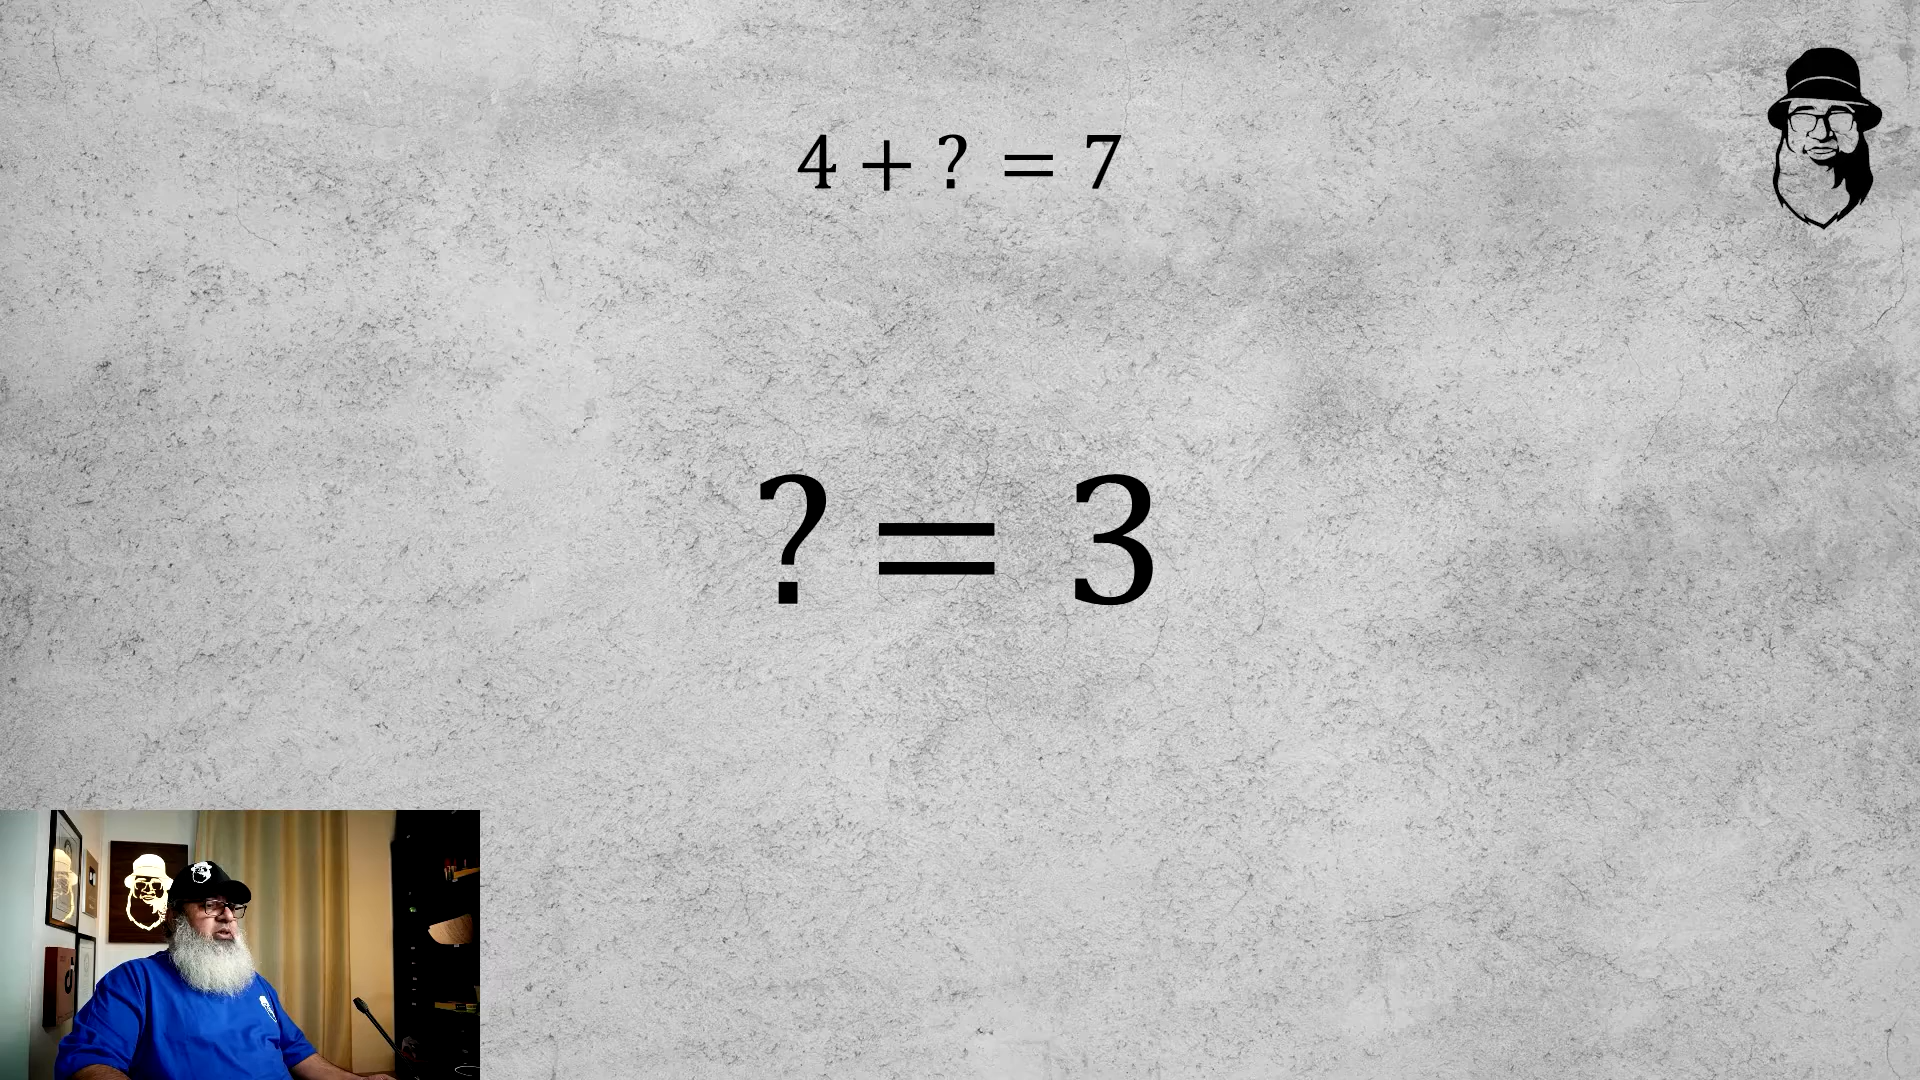 4 + ? = 7
? = 3